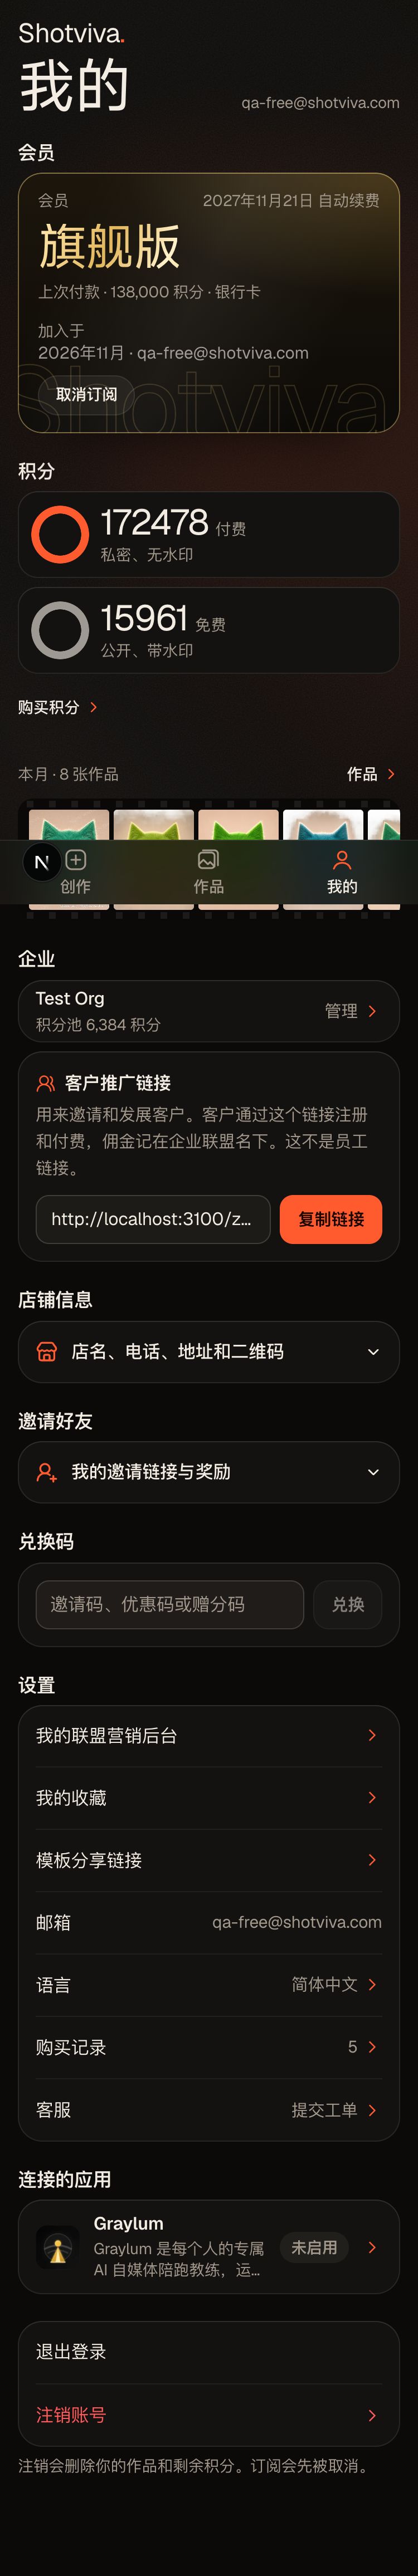 Shotviva.
我的
qa-free@shotviva.com
会员
会员
2027年11月21日 自动续费
旗舰版
上次付款 · 138,000 积分 · 银行卡
加入于
2026年11月 · qa-free@shotviva.com
Shotviva
取消订阅
积分
172478 付费
私密、无水印
15961 免费
公开、带水印
购买积分
本月 · 8 张作品
作品
N
创作
作品
我的
企业
Test Org
积分池 6,384 积分
管理
客户推广链接
用来邀请和发展客户。客户通过这个链接注册
和付费，佣金记在企业联盟名下。这不是员工
链接。
http://localhost:3100/z...
复制链接
店铺信息
店名、电话、地址和二维码
邀请好友
我的邀请链接与奖励
兑换码
邀请码、优惠码或赠分码
兑换
设置
我的联盟营销后台
我的收藏
模板分享链接
邮箱
qa-free@shotviva.com
语言
简体中文
购买记录
5
客服
提交工单
连接的应用
Graylum
Graylum 是每个人的专属
AI 自媒体陪跑教练，运...
未启用
退出登录
注销账号
注销会删除你的作品和剩余积分。订阅会先被取消。